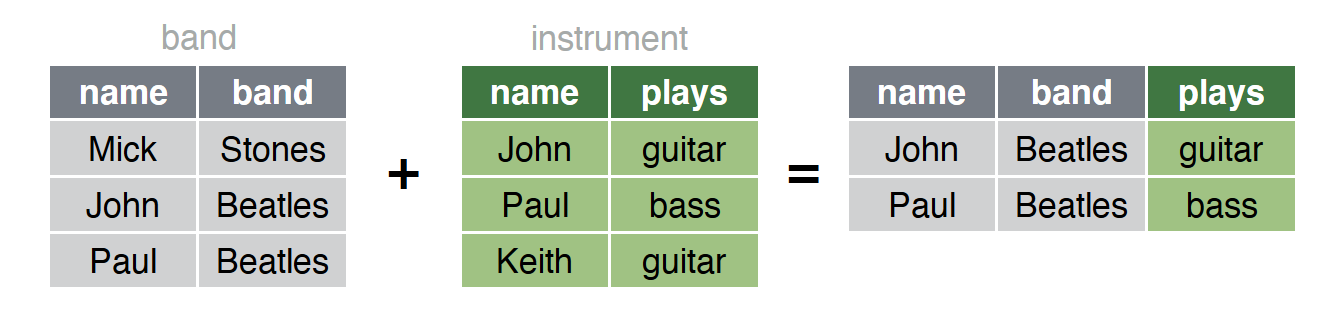 band instrument
name band name plays name band plays
Mick Stones John guitar John Beatles guitar
+ =
John Beatles Paul bass Paul Beatles bass
Paul Beatles Keith guitar